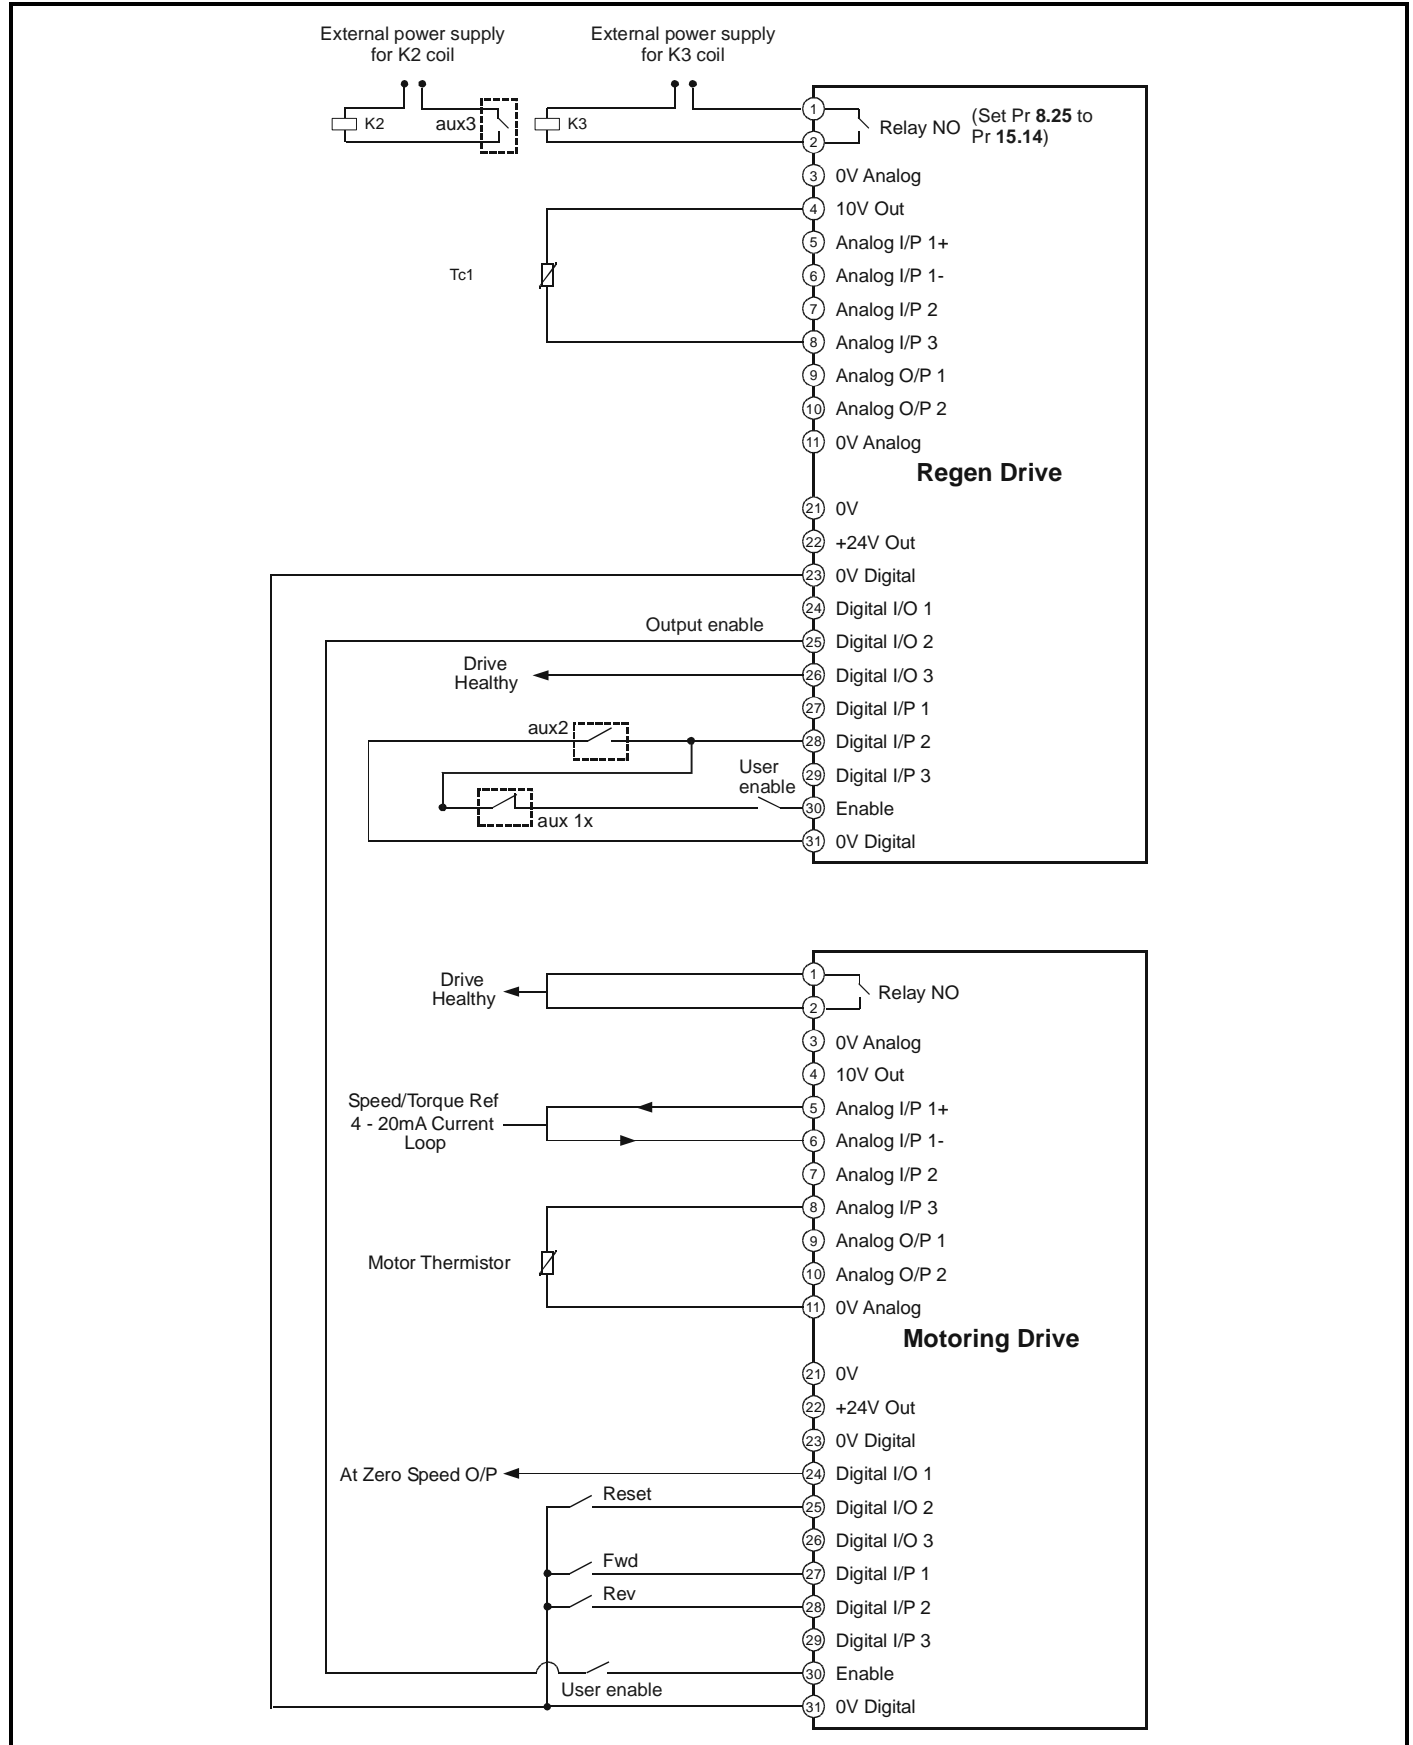 External power supply
for K2 coil
External power supply
for K3 coil
K2
aux3
K3
1
2
Relay NO
(Set Pr 8.25 to
Pr 15.14)
3 0V Analog
4 10V Out
5 Analog I/P 1+
Tc1
6 Analog I/P 1-
7 Analog I/P 2
8 Analog I/P 3
9 Analog O/P 1
10 Analog O/P 2
11 0V Analog
Regen Drive
21 0V
22 +24V Out
23 0V Digital
24 Digital I/O 1
Output enable
25 Digital I/O 2
Drive
Healthy
26 Digital I/O 3
27 Digital I/P 1
aux2
28 Digital I/P 2
User
enable
29 Digital I/P 3
30 Enable
aux 1x
31 0V Digital
Drive
Healthy
1
2
Relay NO
3 0V Analog
4 10V Out
Speed/Torque Ref
4 - 20mA Current
Loop
5 Analog I/P 1+
6 Analog I/P 1-
7 Analog I/P 2
8 Analog I/P 3
9 Analog O/P 1
Motor Thermistor
10 Analog O/P 2
11 0V Analog
Motoring Drive
21 0V
22 +24V Out
23 0V Digital
At Zero Speed O/P
24 Digital I/O 1
Reset
25 Digital I/O 2
26 Digital I/O 3
Fwd
27 Digital I/P 1
Rev
28 Digital I/P 2
29 Digital I/P 3
30 Enable
User enable
31 0V Digital